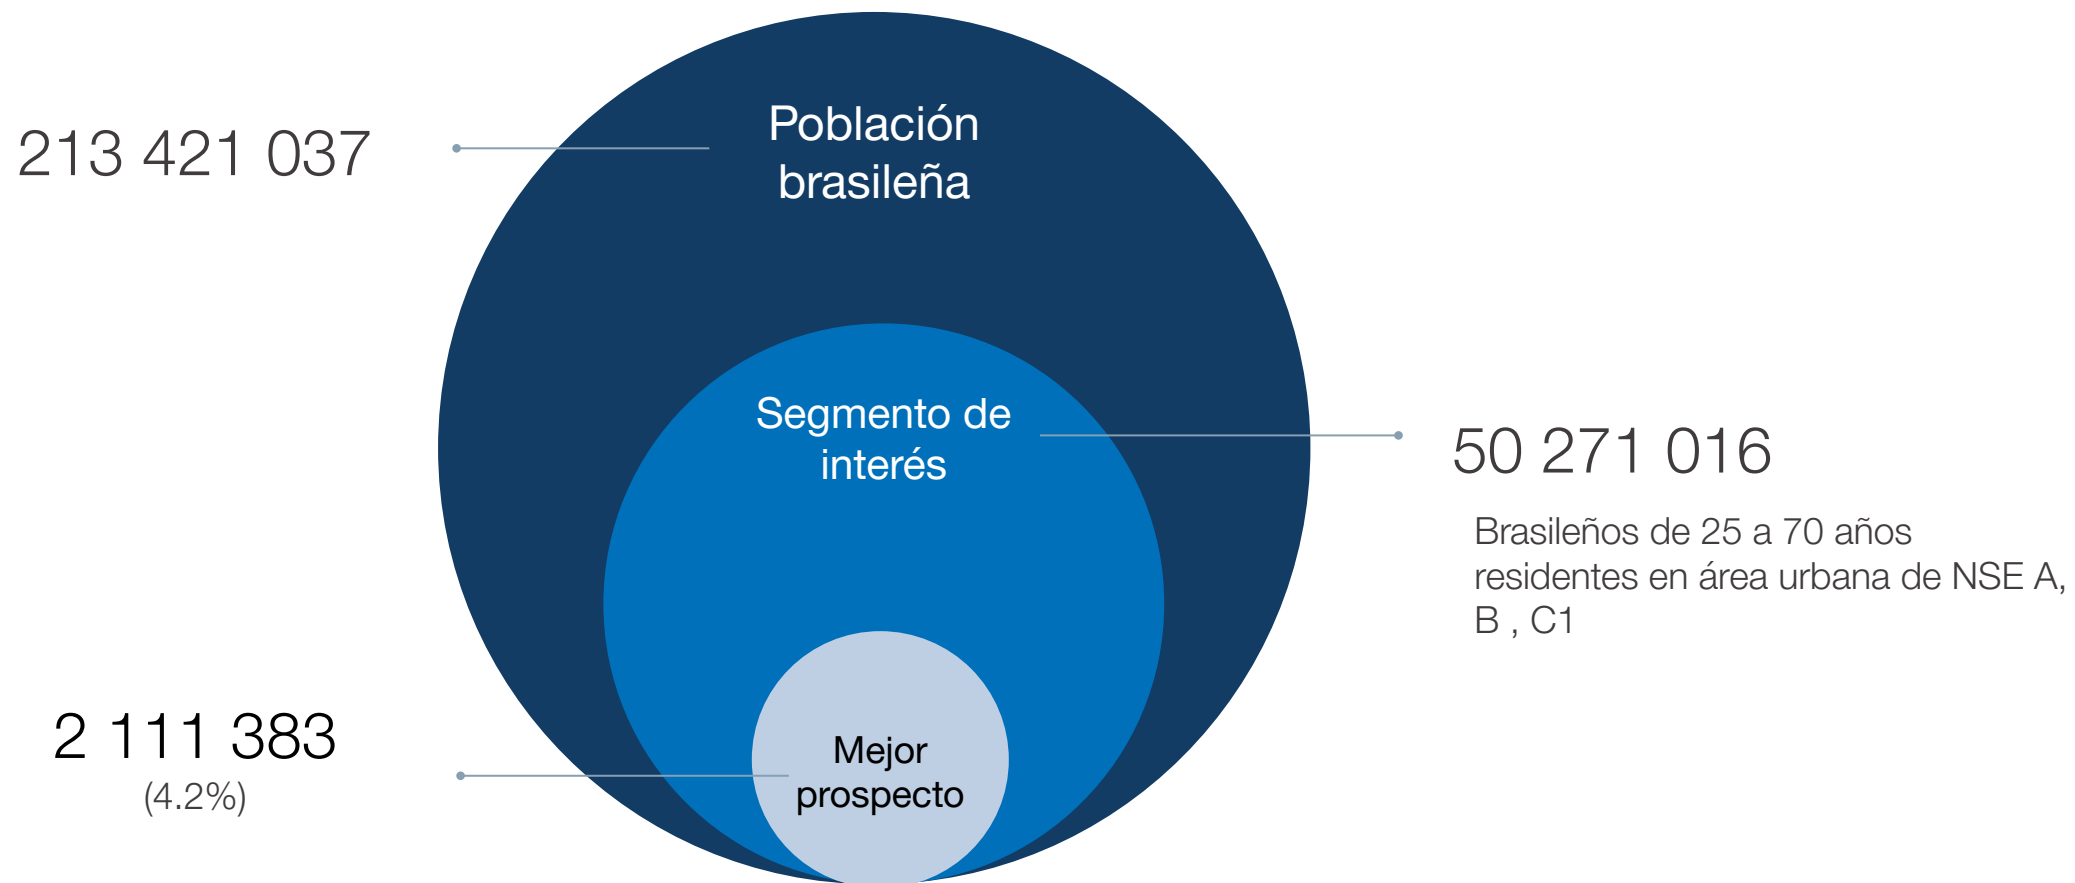 213 421 037
Población
brasileña
Segmento de
interés
50 271 016
Brasileños de 25 a 70 años
residentes en área urbana de NSE A,
B , C1
2 111 383
(4.2%)
Mejor
prospecto